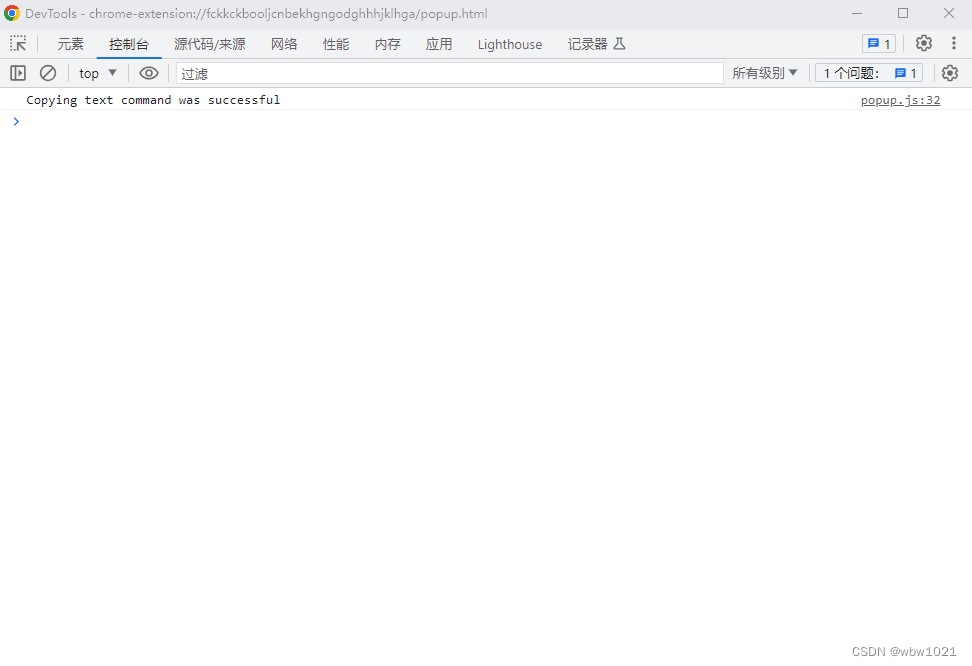 DevTools - chrome-extension://fckkckbooljcnbekhgngodghhhjklhga/popup.html
元素 控制台 源代码/来源 网络 性能 内存 应用 Lighthouse 记录器 1
top 过滤 所有级别 1 个问题： 1
Copying text command was successful popup.js:32
>
CSDN @wbw1021